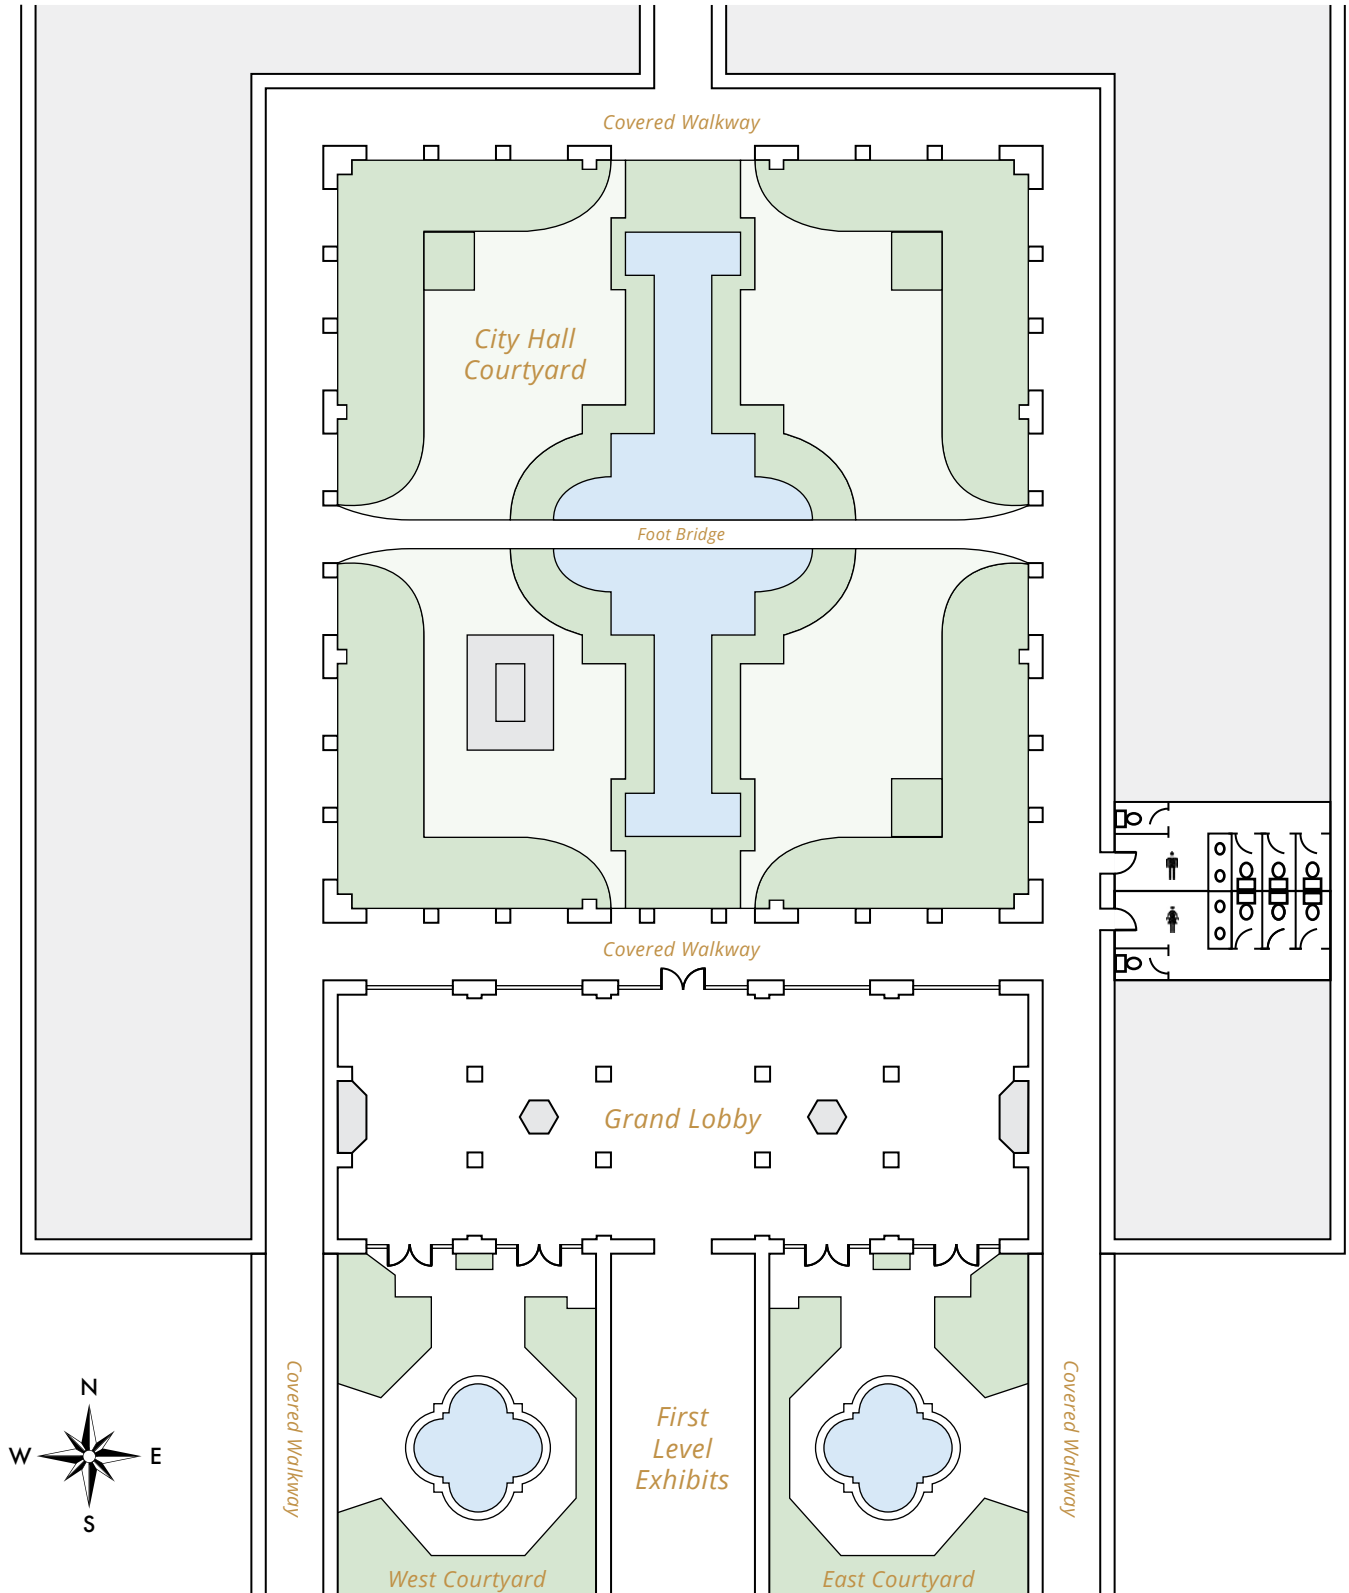 Covered Walkway
City Hall
Courtyard
Foot Bridge
Covered Walkway
Grand Lobby
Covered Walkway
First
Level
Exhibits
Covered Walkway
N
W
E
S
West Courtyard
East Courtyard